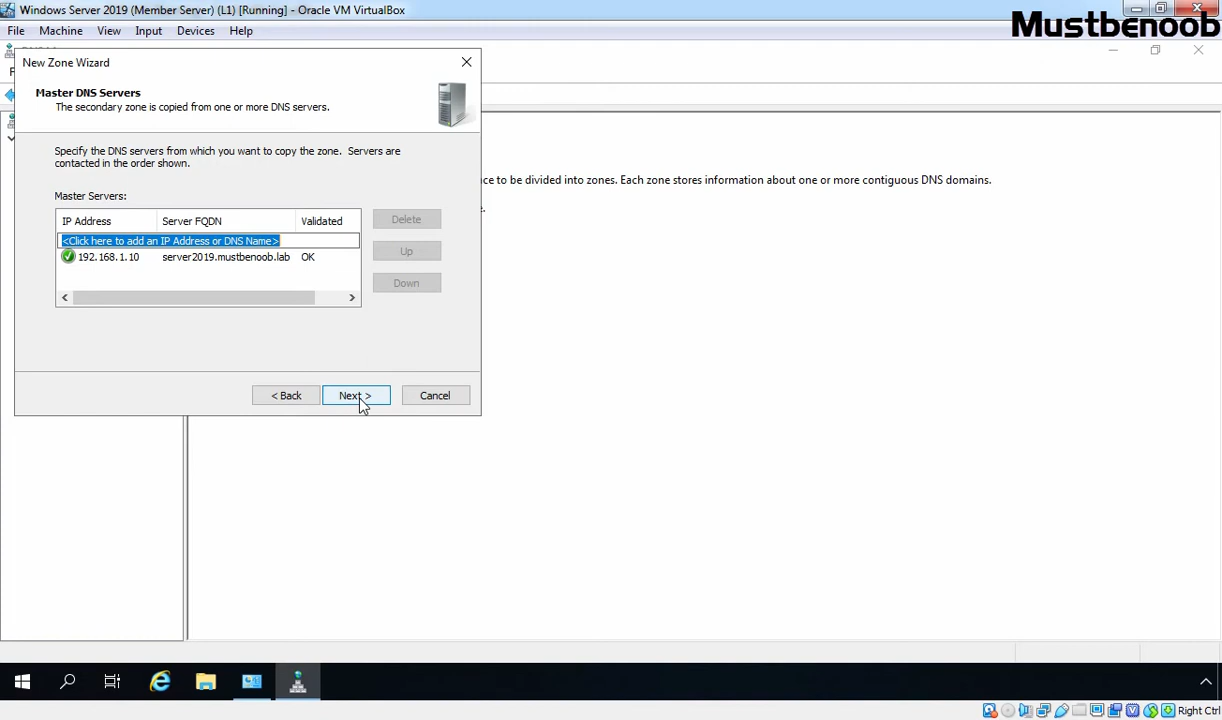 Windows Server 2019 (Member Server) (L1) [Running] - Oracle VM VirtualBox
Mustbenoob
File Machine View Input Devices Help
New Zone Wizard
Master DNS Servers
The secondary zone is copied from one or more DNS servers.
Specify the DNS servers from which you want to copy the zone. Servers are
contacted in the order shown.
ce to be divided into zones. Each zone stores information about one or more contiguous DNS domains.
Master Servers:
IP Address Server FQDN Validated
<Click here to add an IP Address or DNS Name>
192.168.1.10 server2019.mustbenoob.lab OK
Delete
Up
Down
< Back Next > Cancel
Right Ctrl